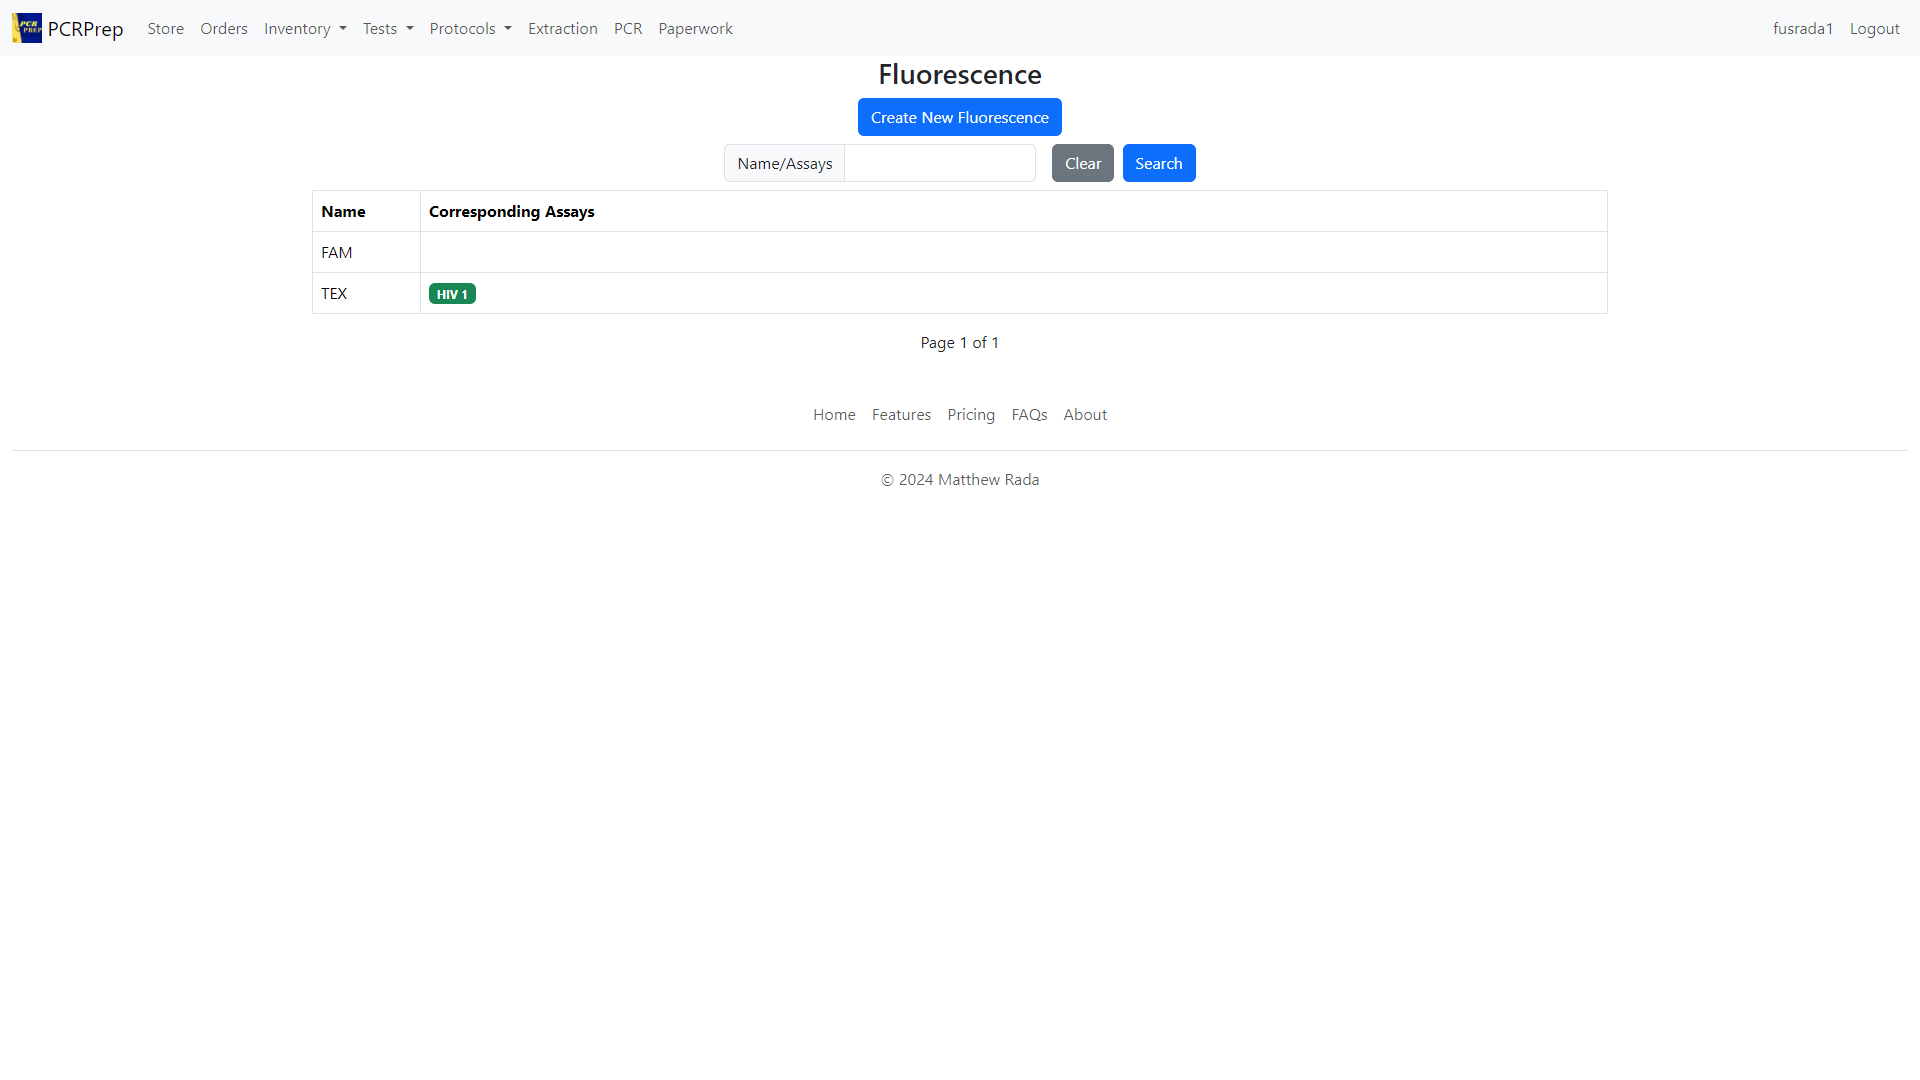 PCR PREP PCRPrep Store Orders Inventory Tests Protocols Extraction PCR Paperwork fusrada1 Logout
Fluorescence
Create New Fluorescence
Name/Assays Clear Search
Name Corresponding Assays
FAM
TEX HIV 1
Page 1 of 1
Home Features Pricing FAQs About
© 2024 Matthew Rada